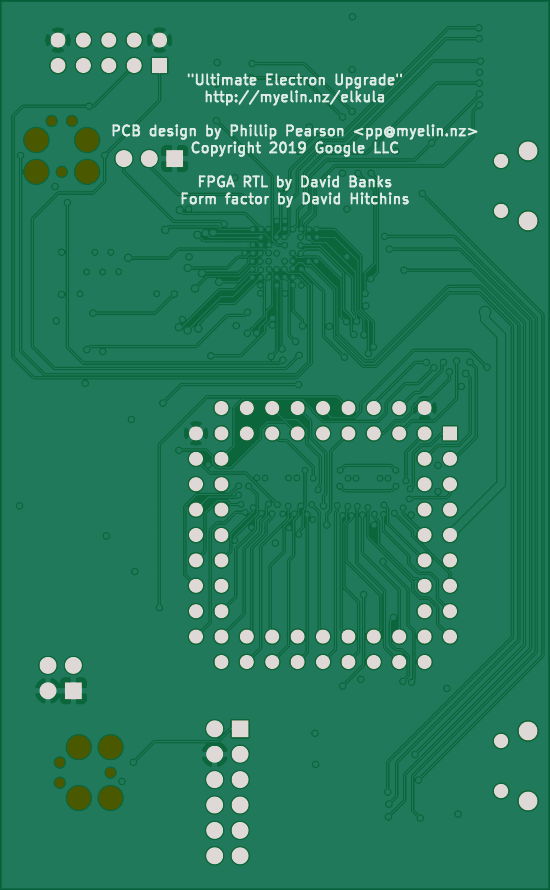 "Ultimate Electron Upgrade"
http://myelin.nz/elkula
PCB design by Phillip Pearson <pp@myelin.nz>
Copyright 2019 Google LLC
FPGA RTL by David Banks
Form factor by David Hitchins